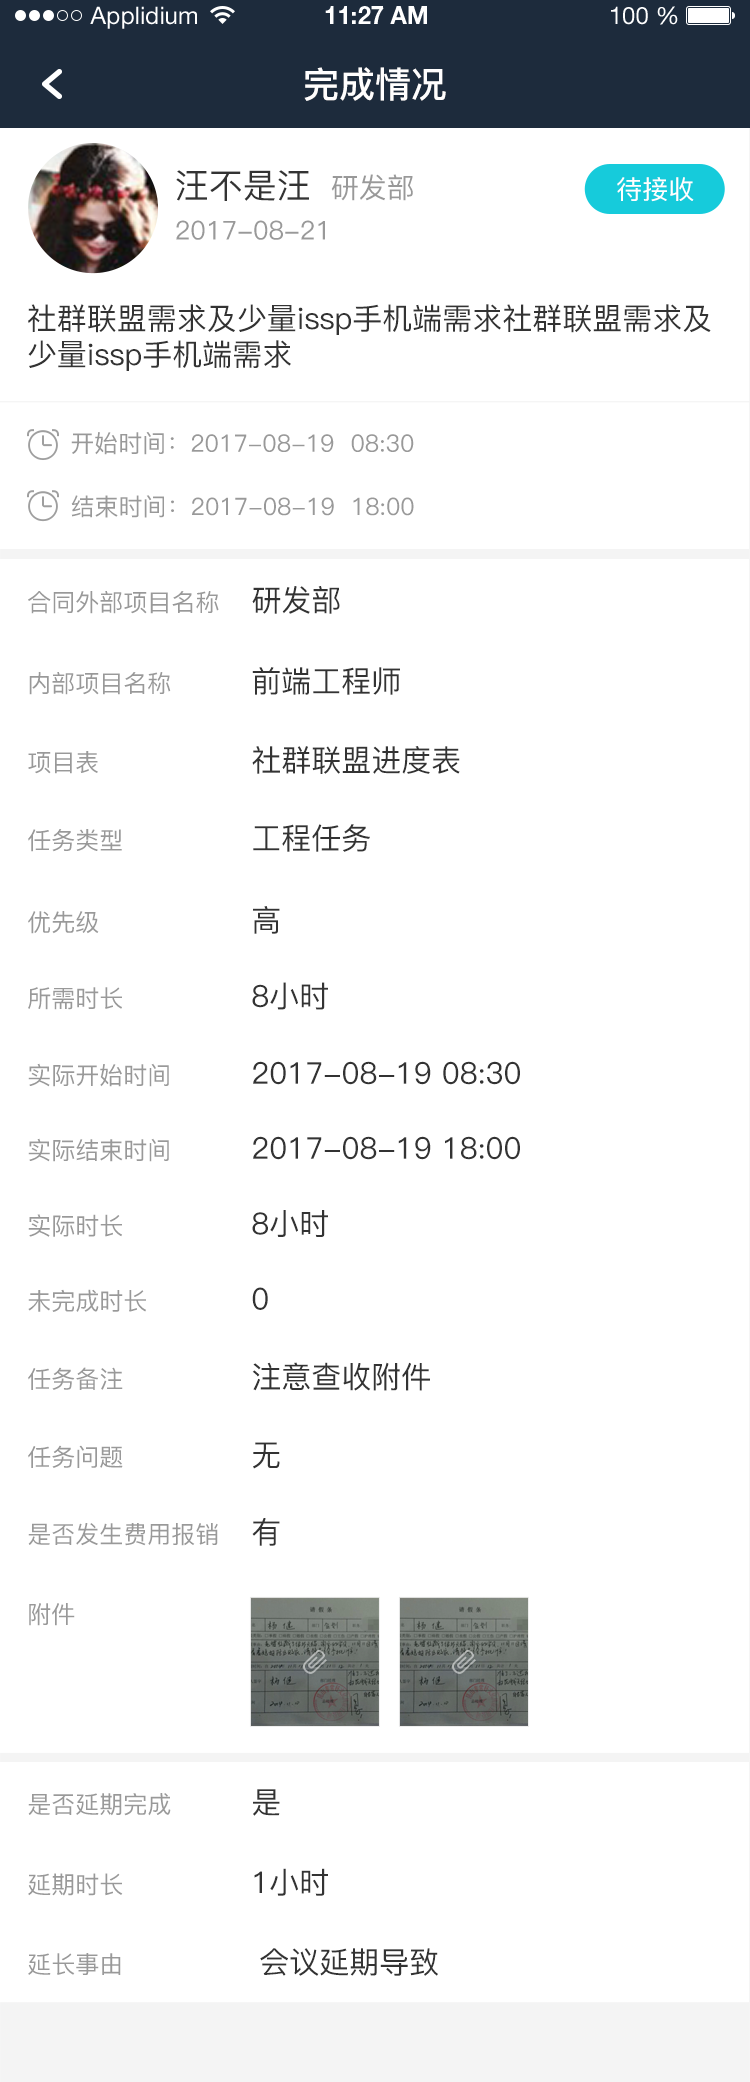 Applidium 11:27 AM 100 %
完成情况
汪不是汪 研发部 待接收
2017-08-21
社群联盟需求及少量issp手机端需求社群联盟需求及
少量issp手机端需求
开始时间：2017-08-19 08:30
结束时间：2017-08-19 18:00
合同外部项目名称 研发部
内部项目名称 前端工程师
项目表 社群联盟进度表
任务类型 工程任务
优先级 高
所需时长 8小时
实际开始时间 2017-08-19 08:30
实际结束时间 2017-08-19 18:00
实际时长 8小时
未完成时长 0
任务备注 注意查收附件
任务问题 无
是否发生费用报销 有
附件
是否延期完成 是
延期时长 1小时
延长事由 会议延期导致